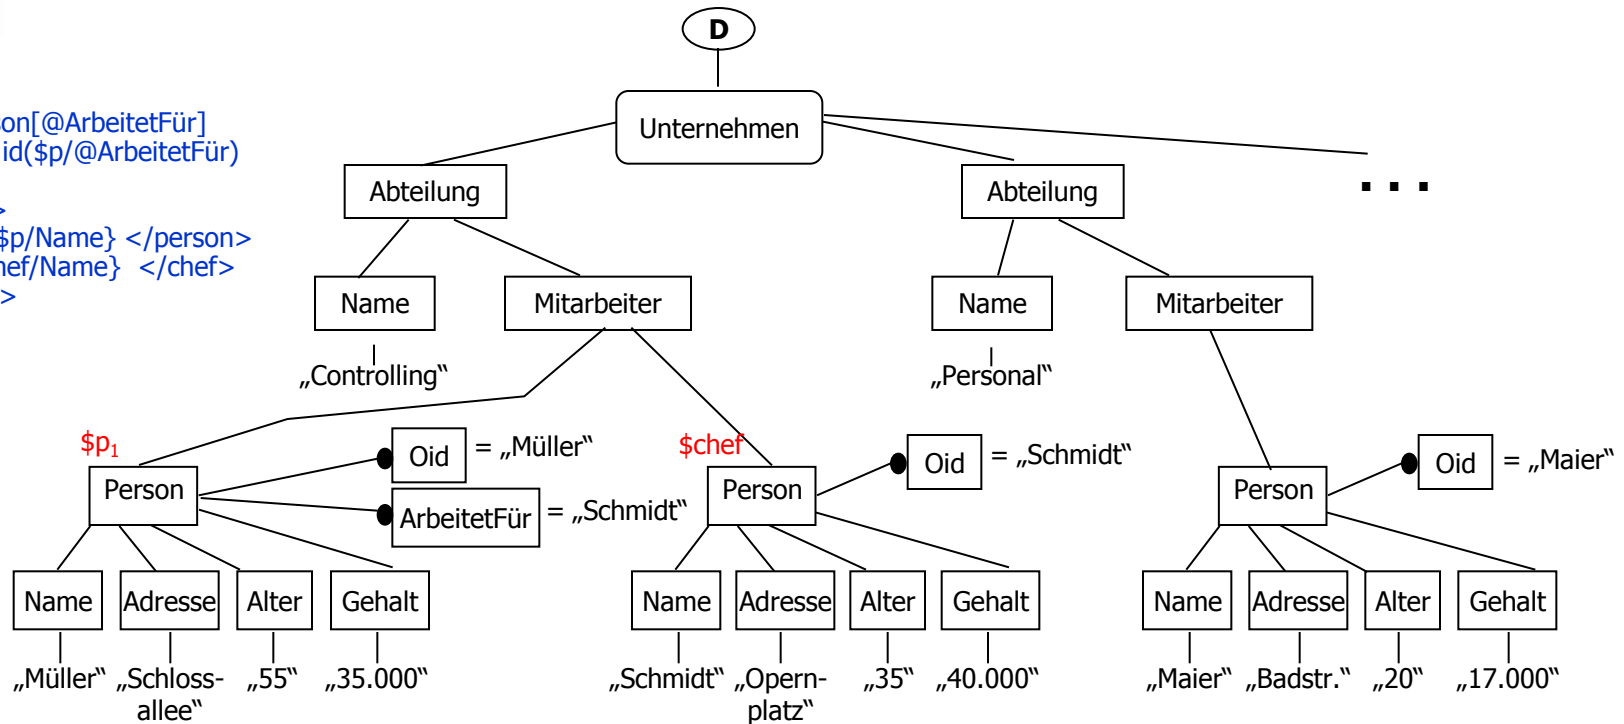 D
Unternehmen
son[@ArbeitetFür]
id($p/@ArbeitetFür)
>
$p/Name} </person>
hef/Name}  </chef>
>
Abteilung
Abteilung
. . .
Name
Mitarbeiter
Name
Mitarbeiter
„Controlling“
„Personal“
$p1
Oid
= „Müller“
$chef
Oid
= „Schmidt“
Oid
= „Maier“
Person
ArbeitetFür
= „Schmidt“
Person
Person
Name
Adresse
Alter
Gehalt
Name
Adresse
Alter
Gehalt
Name
Adresse
Alter
Gehalt
„Müller“
„Schloss-
allee“
„55“
„35.000“
„Schmidt“
„Opern-
platz“
„35“
„40.000“
„Maier“
„Badstr.“
„20“
„17.000“